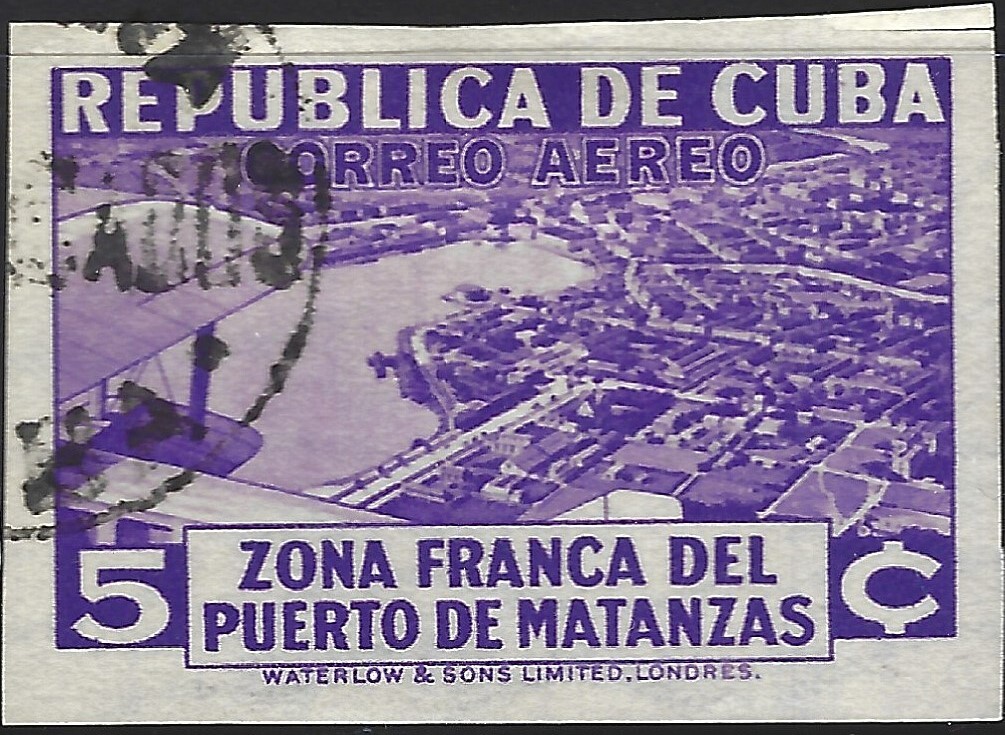 REPUBLICA DE CUBA
CORREO AEREO
5 ¢
ZONA FRANCA DEL
PUERTO DE MATANZAS
WATERLOW & SONS LIMITED, LONDRES.